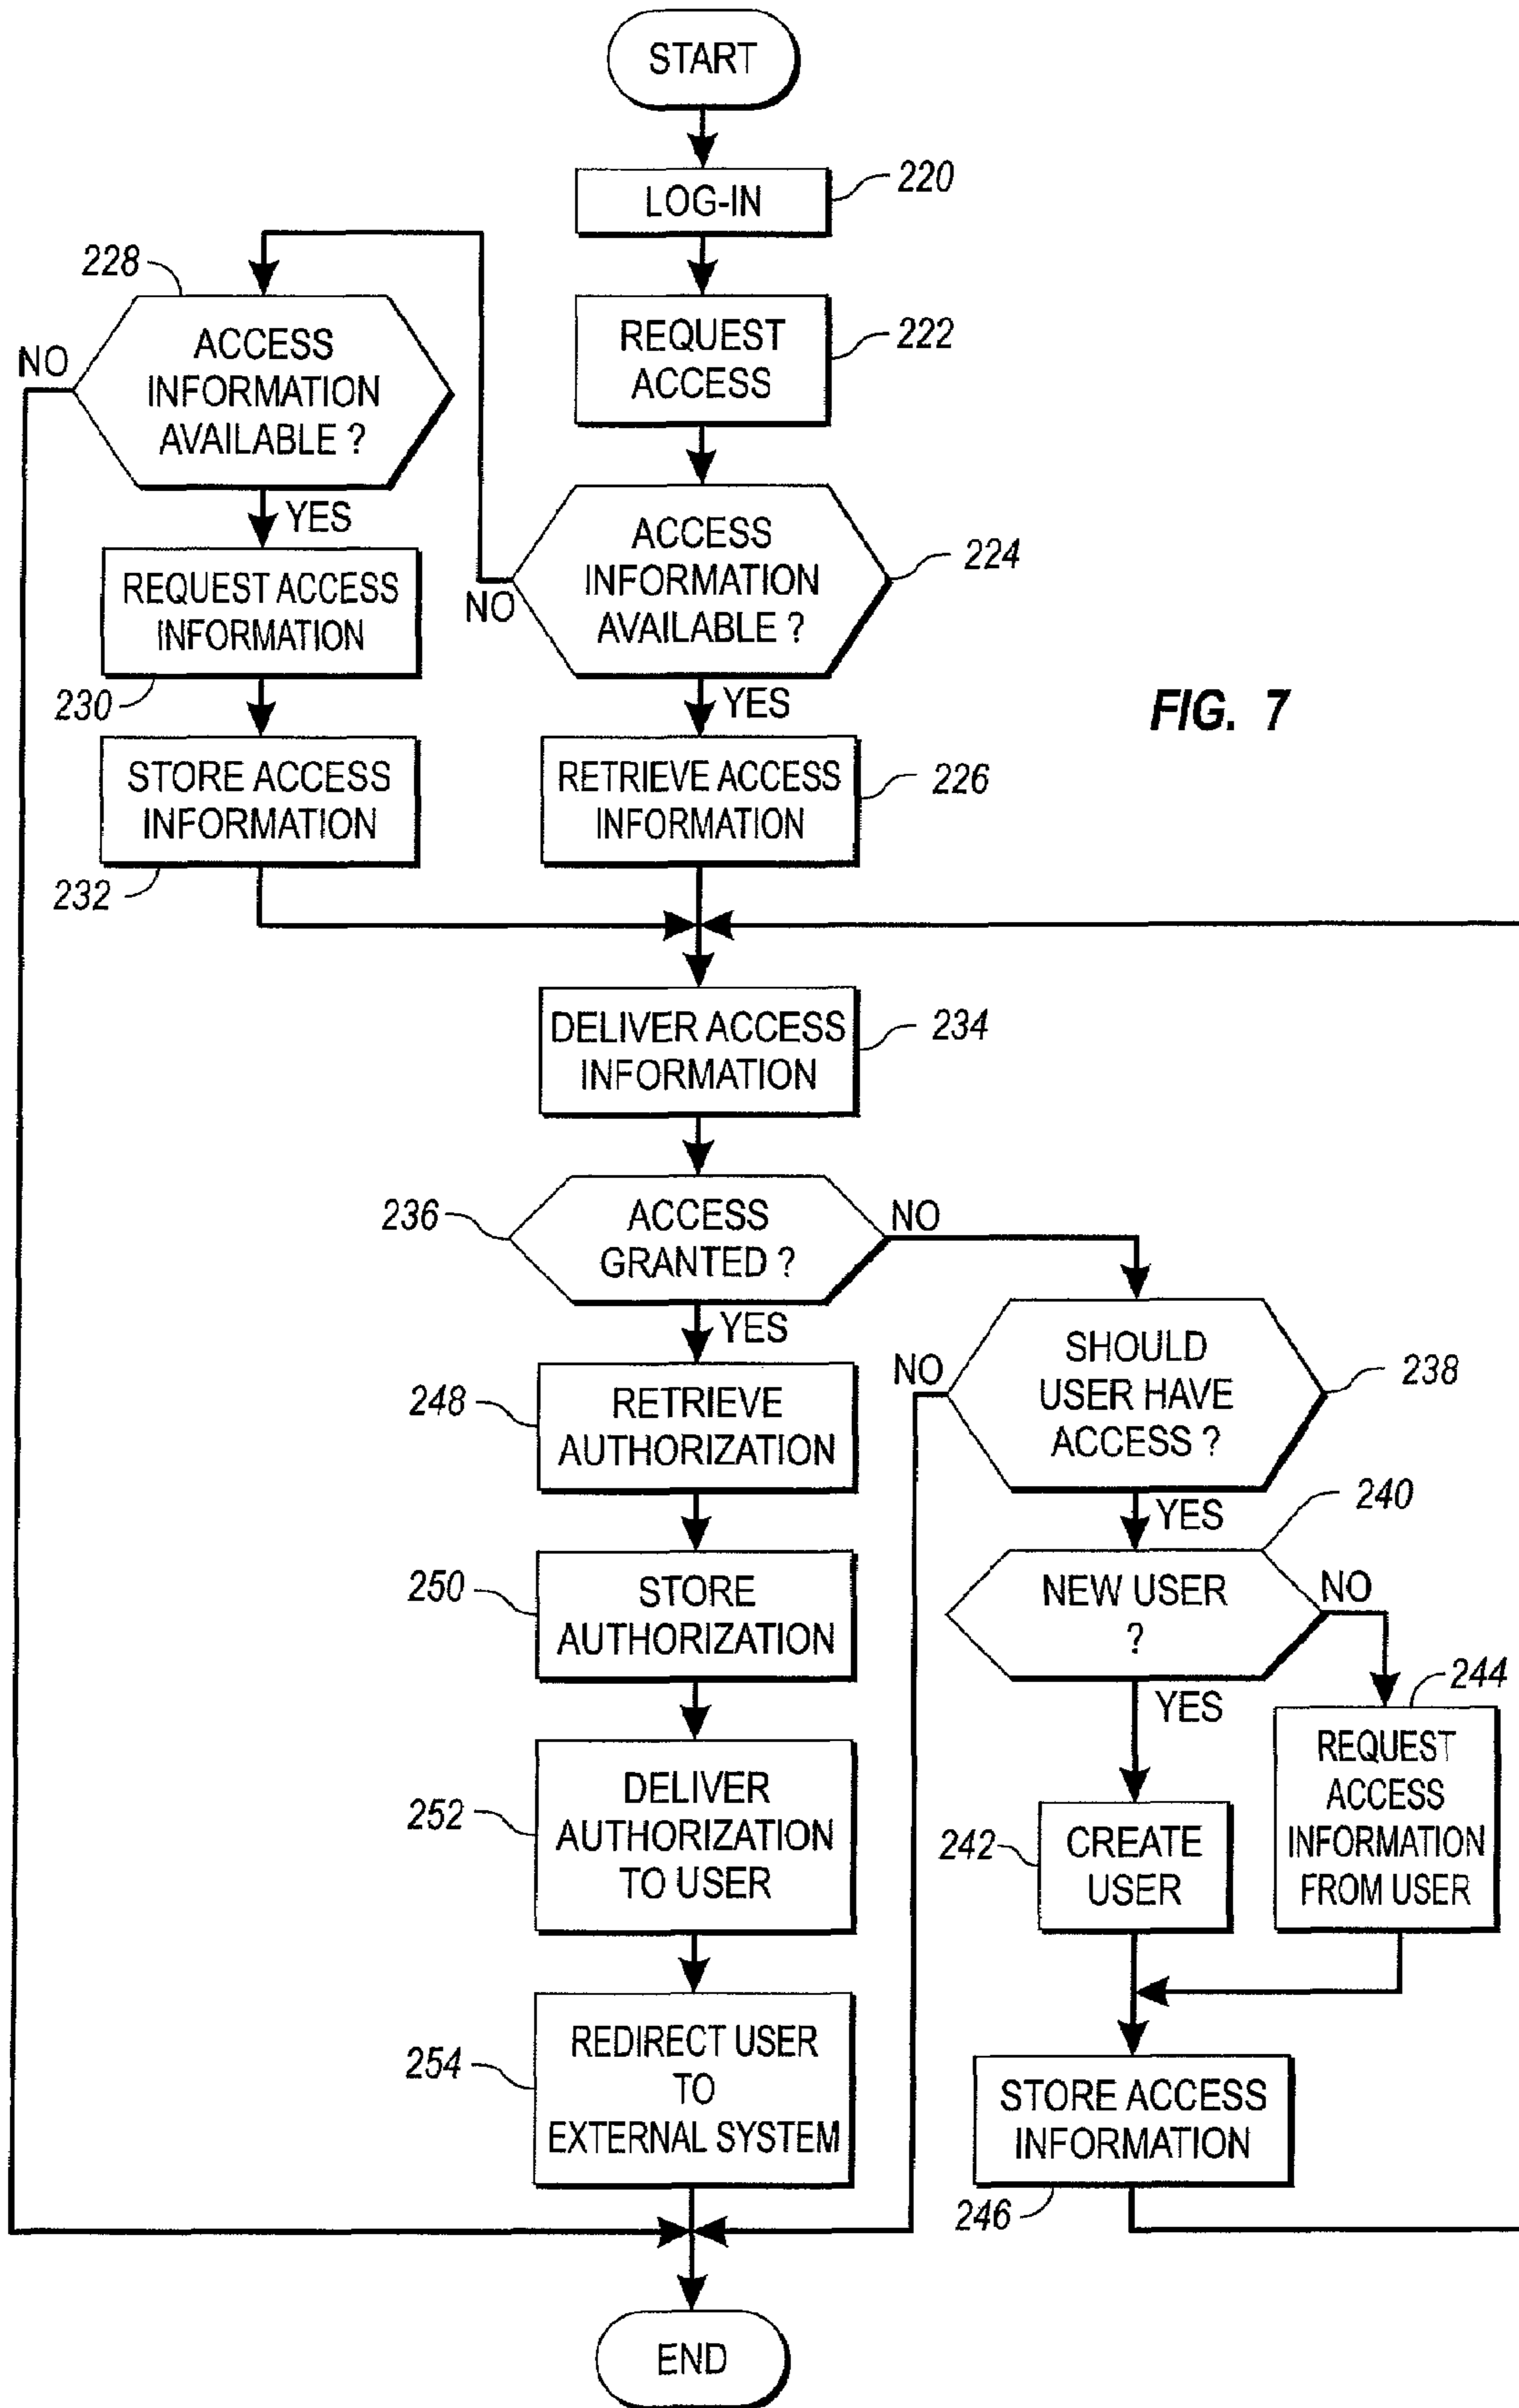 START
LOG-IN
220
REQUEST
ACCESS
222
228
ACCESS
INFORMATION
AVAILABLE ?
NO
YES
ACCESS
INFORMATION
AVAILABLE ?
224
NO
YES
REQUEST ACCESS
INFORMATION
230
STORE ACCESS
INFORMATION
232
RETRIEVE ACCESS
INFORMATION
226
FIG. 7
DELIVER ACCESS
INFORMATION
234
236
ACCESS
GRANTED ?
NO
YES
SHOULD
USER HAVE
ACCESS ?
238
NO
YES
248
RETRIEVE
AUTHORIZATION
240
NEW USER
?
NO
YES
250
STORE
AUTHORIZATION
244
REQUEST
ACCESS
INFORMATION
FROM USER
252
DELIVER
AUTHORIZATION
TO USER
242
CREATE
USER
254
REDIRECT USER
TO
EXTERNAL SYSTEM
STORE ACCESS
INFORMATION
246
END